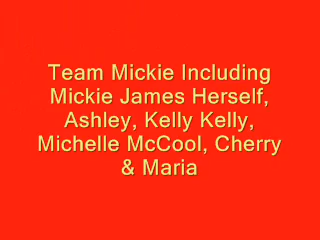 Team Mickie Including
Mickie James Herself,
Ashley, Kelly Kelly,
Michelle McCool, Cherry
& Maria